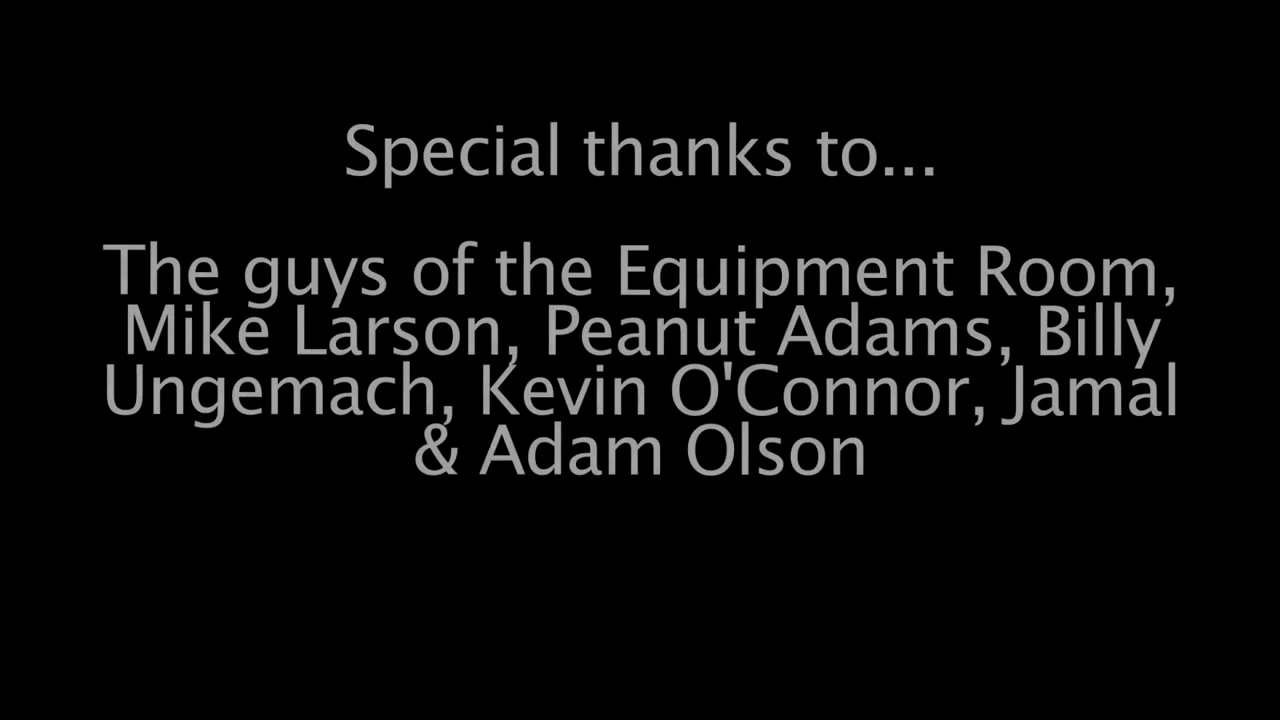 Special thanks to...
The guys of the Equipment Room,
Mike Larson, Peanut Adams, Billy
Ungemach, Kevin O'Connor, Jamal
& Adam Olson